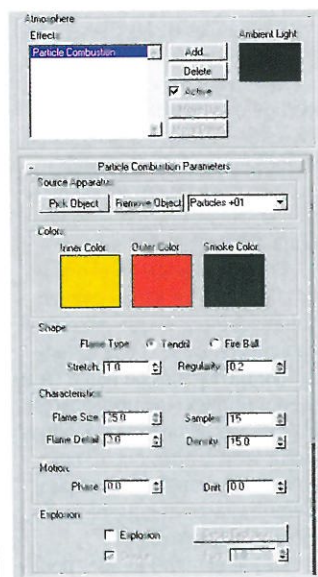 Atmosphere
Effects:
Ambient Light:
Particle Combustion
Add...
Delete
Active
- Particle Combustion Parameters
Source Apparatus:
Pick Object Remove Object Particles +01
Colors:
Inner Color: Outer Color: Smoke Color:
Shape:
Flame Type: Tendril Fire Ball
Stretch: 1.0 Regularity: 0.2
Characteristics:
Flame Size: 25.0 Samples: 15
Flame Detail: 3.0 Density: 15.0
Motion:
Phase: 0.0 Drift: 0.0
Explosion:
Explosion